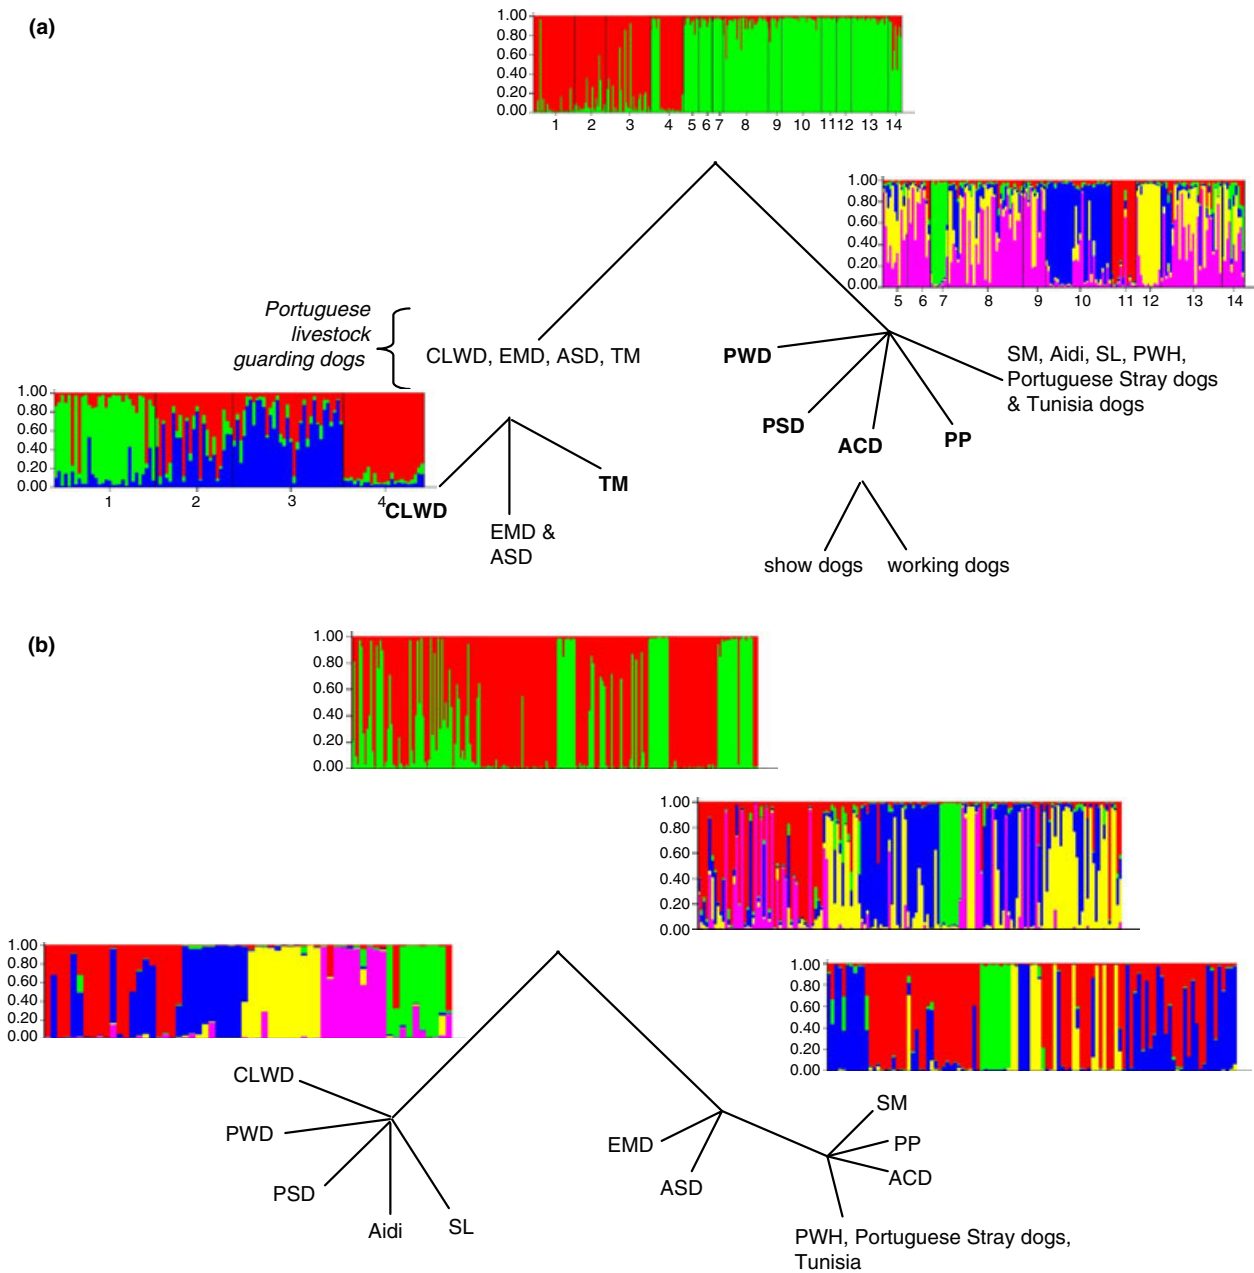 (a)
1.00
0.80
0.60
0.40
0.20
0.00
1 2 3 4 5 6 7 8 9 10 11 12 13 14
1.00
0.80
0.60
0.40
0.20
0.00
5 6 7 8 9 10 11 12 13 14
Portuguese
livestock
guarding dogs
CLWD, EMD, ASD, TM
PWD
PSD
ACD
PP
SM, Aidi, SL, PWH,
Portuguese Stray dogs
& Tunisia dogs
1.00
0.80
0.60
0.40
0.20
0.00
1 2 3 4
CLWD
EMD &
ASD
TM
show dogs
working dogs
(b)
1.00
0.80
0.60
0.40
0.20
0.00
1.00
0.80
0.60
0.40
0.20
0.00
1.00
0.80
0.60
0.40
0.20
0.00
1.00
0.80
0.60
0.40
0.20
0.00
CLWD
PWD
PSD
Aidi
SL
EMD
ASD
SM
PP
ACD
PWH, Portuguese Stray dogs,
Tunisia